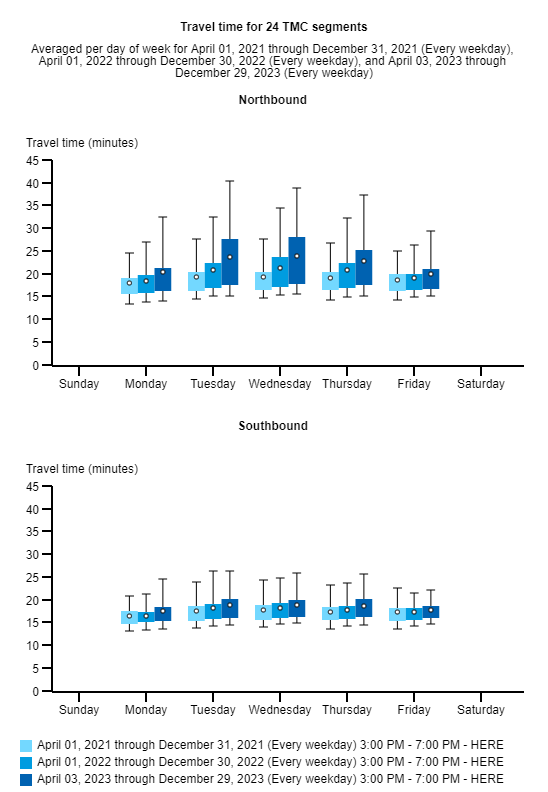 Travel time for 24 TMC segments
Averaged per day of week for April 01, 2021 through December 31, 2021 (Every weekday),
April 01, 2022 through December 30, 2022 (Every weekday), and April 03, 2023 through
December 29, 2023 (Every weekday)
Northbound
Travel time (minutes)
45
40
35
30
25
20
15
10
5
0
Sunday Monday Tuesday Wednesday Thursday Friday Saturday
Southbound
Travel time (minutes)
45
40
35
30
25
20
15
10
5
0
Sunday Monday Tuesday Wednesday Thursday Friday Saturday
April 01, 2021 through December 31, 2021 (Every weekday) 3:00 PM - 7:00 PM - HERE
April 01, 2022 through December 30, 2022 (Every weekday) 3:00 PM - 7:00 PM - HERE
April 03, 2023 through December 29, 2023 (Every weekday) 3:00 PM - 7:00 PM - HERE